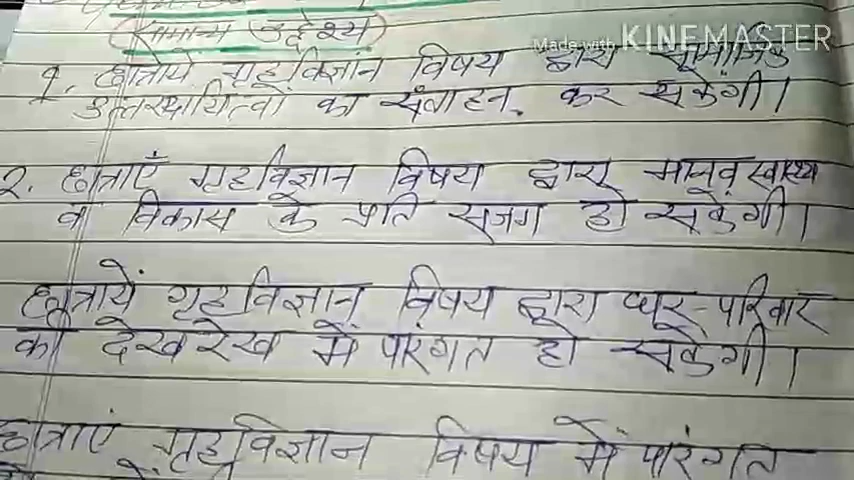 (सामान्य उद्देश्य)
Made with KINEMASTER
1. छात्रायें गृहविज्ञान विषय द्वारा सामाजिक
उत्तरदायित्वों का संवाहन कर सकेंगी।
2. छात्राएँ गृहविज्ञान विषय द्वारा मानव स्वास्थ्य
व विकास के प्रति सजग हो सकेंगी।
छात्रायें गृहविज्ञान विषय द्वारा घर-परिवार
की देखरेख में पारंगत हो सकेगी।
छात्राएं गृहविज्ञान विषय में पारंगत